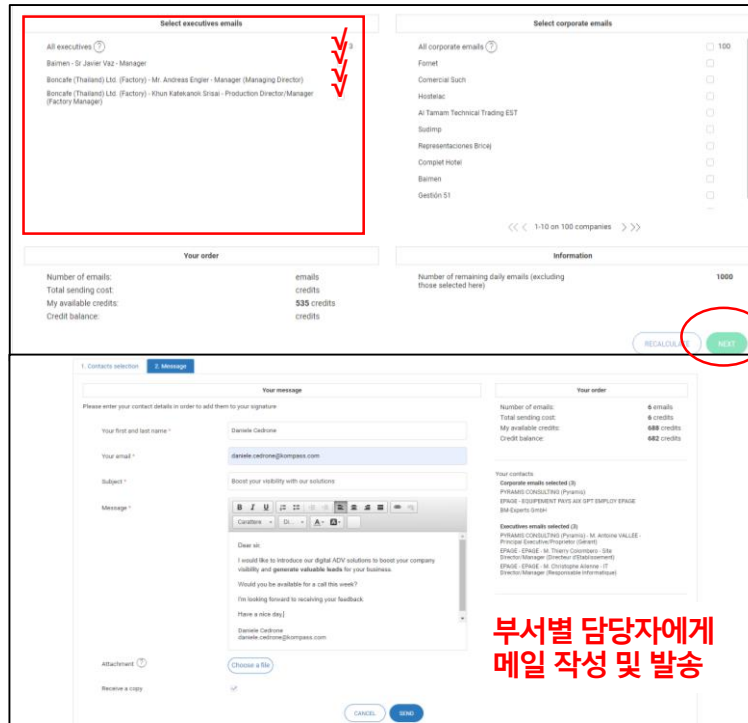 Select executives emails
All executives ?
3
Baimen - Sr Javier Vaz - Manager
Boncafe (Thailand) Ltd. (Factory) - Mr. Andreas Engler - Manager (Managing Director)
Boncafe (Thailand) Ltd. (Factory) - Khun Katekanok Srisai - Production Director/Manager
(Factory Manager)
Select corporate emails
All corporate emails ?
100
Fornet
Comercial Such
Hostelac
Al Tamam Technical Trading EST
Sudimp
Representaciones Bricej
Complet Hotel
Baimen
Gestión 51
<< < 1-10 on 100 companies > >>
Your order
Number of emails: emails
Total sending cost: credits
My available credits: 535 credits
Credit balance: credits
Information
Number of remaining daily emails (excluding
those selected here)
1000
RECALCULATE
NEXT
1. Contacts selection
2. Message
Your message
Please enter your contact details in order to add them to your signature
Your first and last name * Daniele Cedrone
Your email * daniele.cedrone@kompass.com
Subject * Boost your visibility with our solutions
Message *
B I U
Carattere Di... A A
Dear sir,
I would like to introduce our digital ADV solutions to boost your company
visibility and generate valuable leads for your business.
Would you be available for a call this week?
I'm looking forward to receiving your feedback.
Have a nice day,
Daniele Cedrone
daniele.cedrone@kompass.com
Attachment ? Choose a file
Receive a copy
CANCEL
SEND
Your order
Number of emails: 6 emails
Total sending cost: 6 credits
My available credits: 688 credits
Credit balance: 682 credits
Your contacts
Corporate emails selected (3)
PYRAMIS CONSULTING (Pyramis)
EPAGE - EQUIPEMENT PAYS AIX GPT EMPLOY EPAGE
BM-Experts GmbH
Executives emails selected (3)
PYRAMIS CONSULTING (Pyramis) - M. Antoine VALLÉE -
Principal Executive/Proprietor (Gérant)
EPAGE - EPAGE - M. Thierry Colombaro - Site
Director/Manager (Directeur d'Etablissement)
EPAGE - EPAGE - M. Christophe Arienne - IT
Director/Manager (Responsable Informatique)
부서별 담당자에게
메일 작성 및 발송